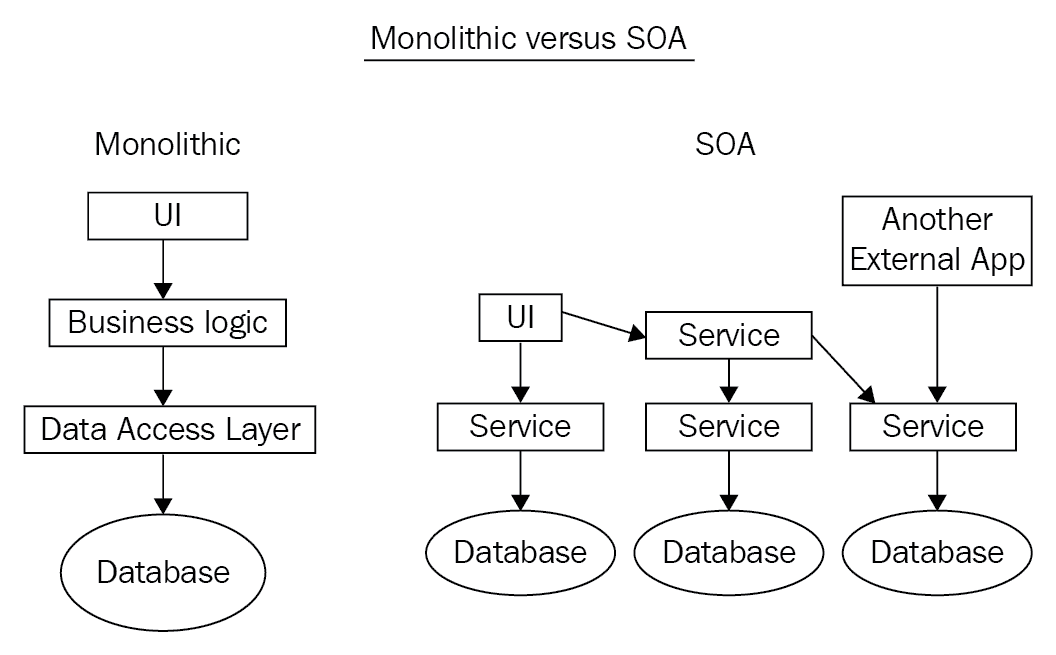 Monolithic versus SOA
Monolithic
UI
Business logic
Data Access Layer
Database
SOA
Another
External App
UI
Service
Service
Service
Service
Database
Database
Database